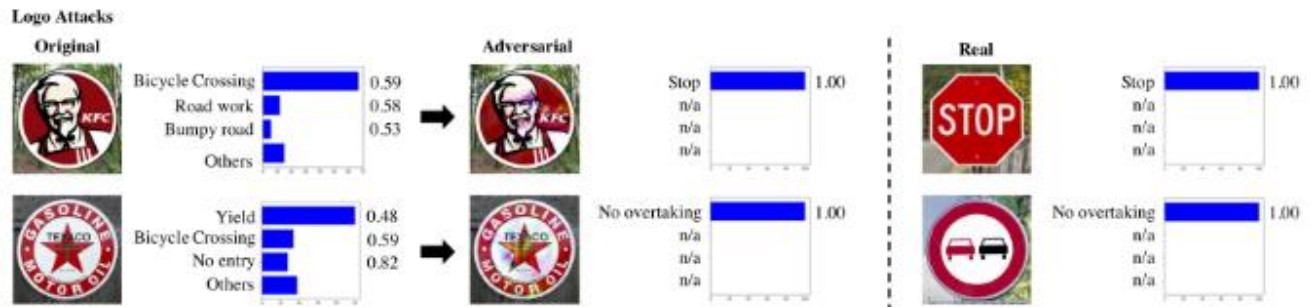 Logo Attacks
Original
Adversarial
Real
KFC
Bicycle Crossing 0.59
Road work 0.58
Bumpy road 0.53
Others
KFC
Stop 1.00
n/a
n/a
n/a
STOP
Stop 1.00
n/a
n/a
n/a
GASOLINE
TEXACO
MOTOR OIL
Yield 0.48
Bicycle Crossing 0.59
No entry 0.82
Others
GASOLINE
TEXACO
MOTOR OIL
No overtaking 1.00
n/a
n/a
n/a
No overtaking 1.00
n/a
n/a
n/a